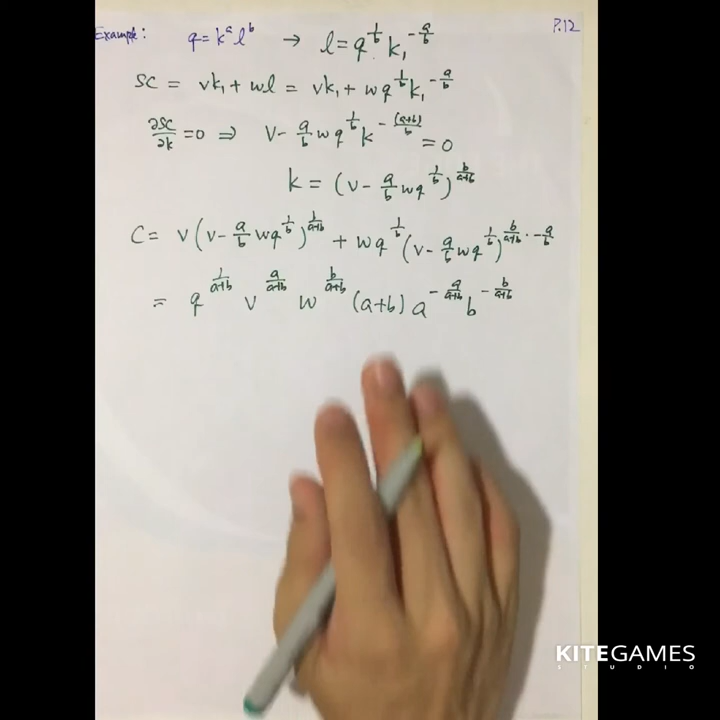 Example: q = k^a l^b → l = q^{1/b} k₁^{-a/b} P.12
SC = vk₁ + wl = vk₁ + wq^{1/b} k₁^{-a/b}
∂SC/∂k = 0 ⇒ v - a/b wq^{1/b} k^{-(a+b)/b} = 0
k = (v - a/b wq^{1/b})^{b/(a+b)}
C = v(v - a/b wq^{1/b})^{1/(a+b)} + wq^{1/b} (v - a/b wq^{1/b})^{b/(a+b) · -a/b}
= q^{1/(a+b)} v^{a/(a+b)} w^{b/(a+b)} (a+b) a^{-a/(a+b)} b^{-b/(a+b)}
KITEGAMES
STUDIO